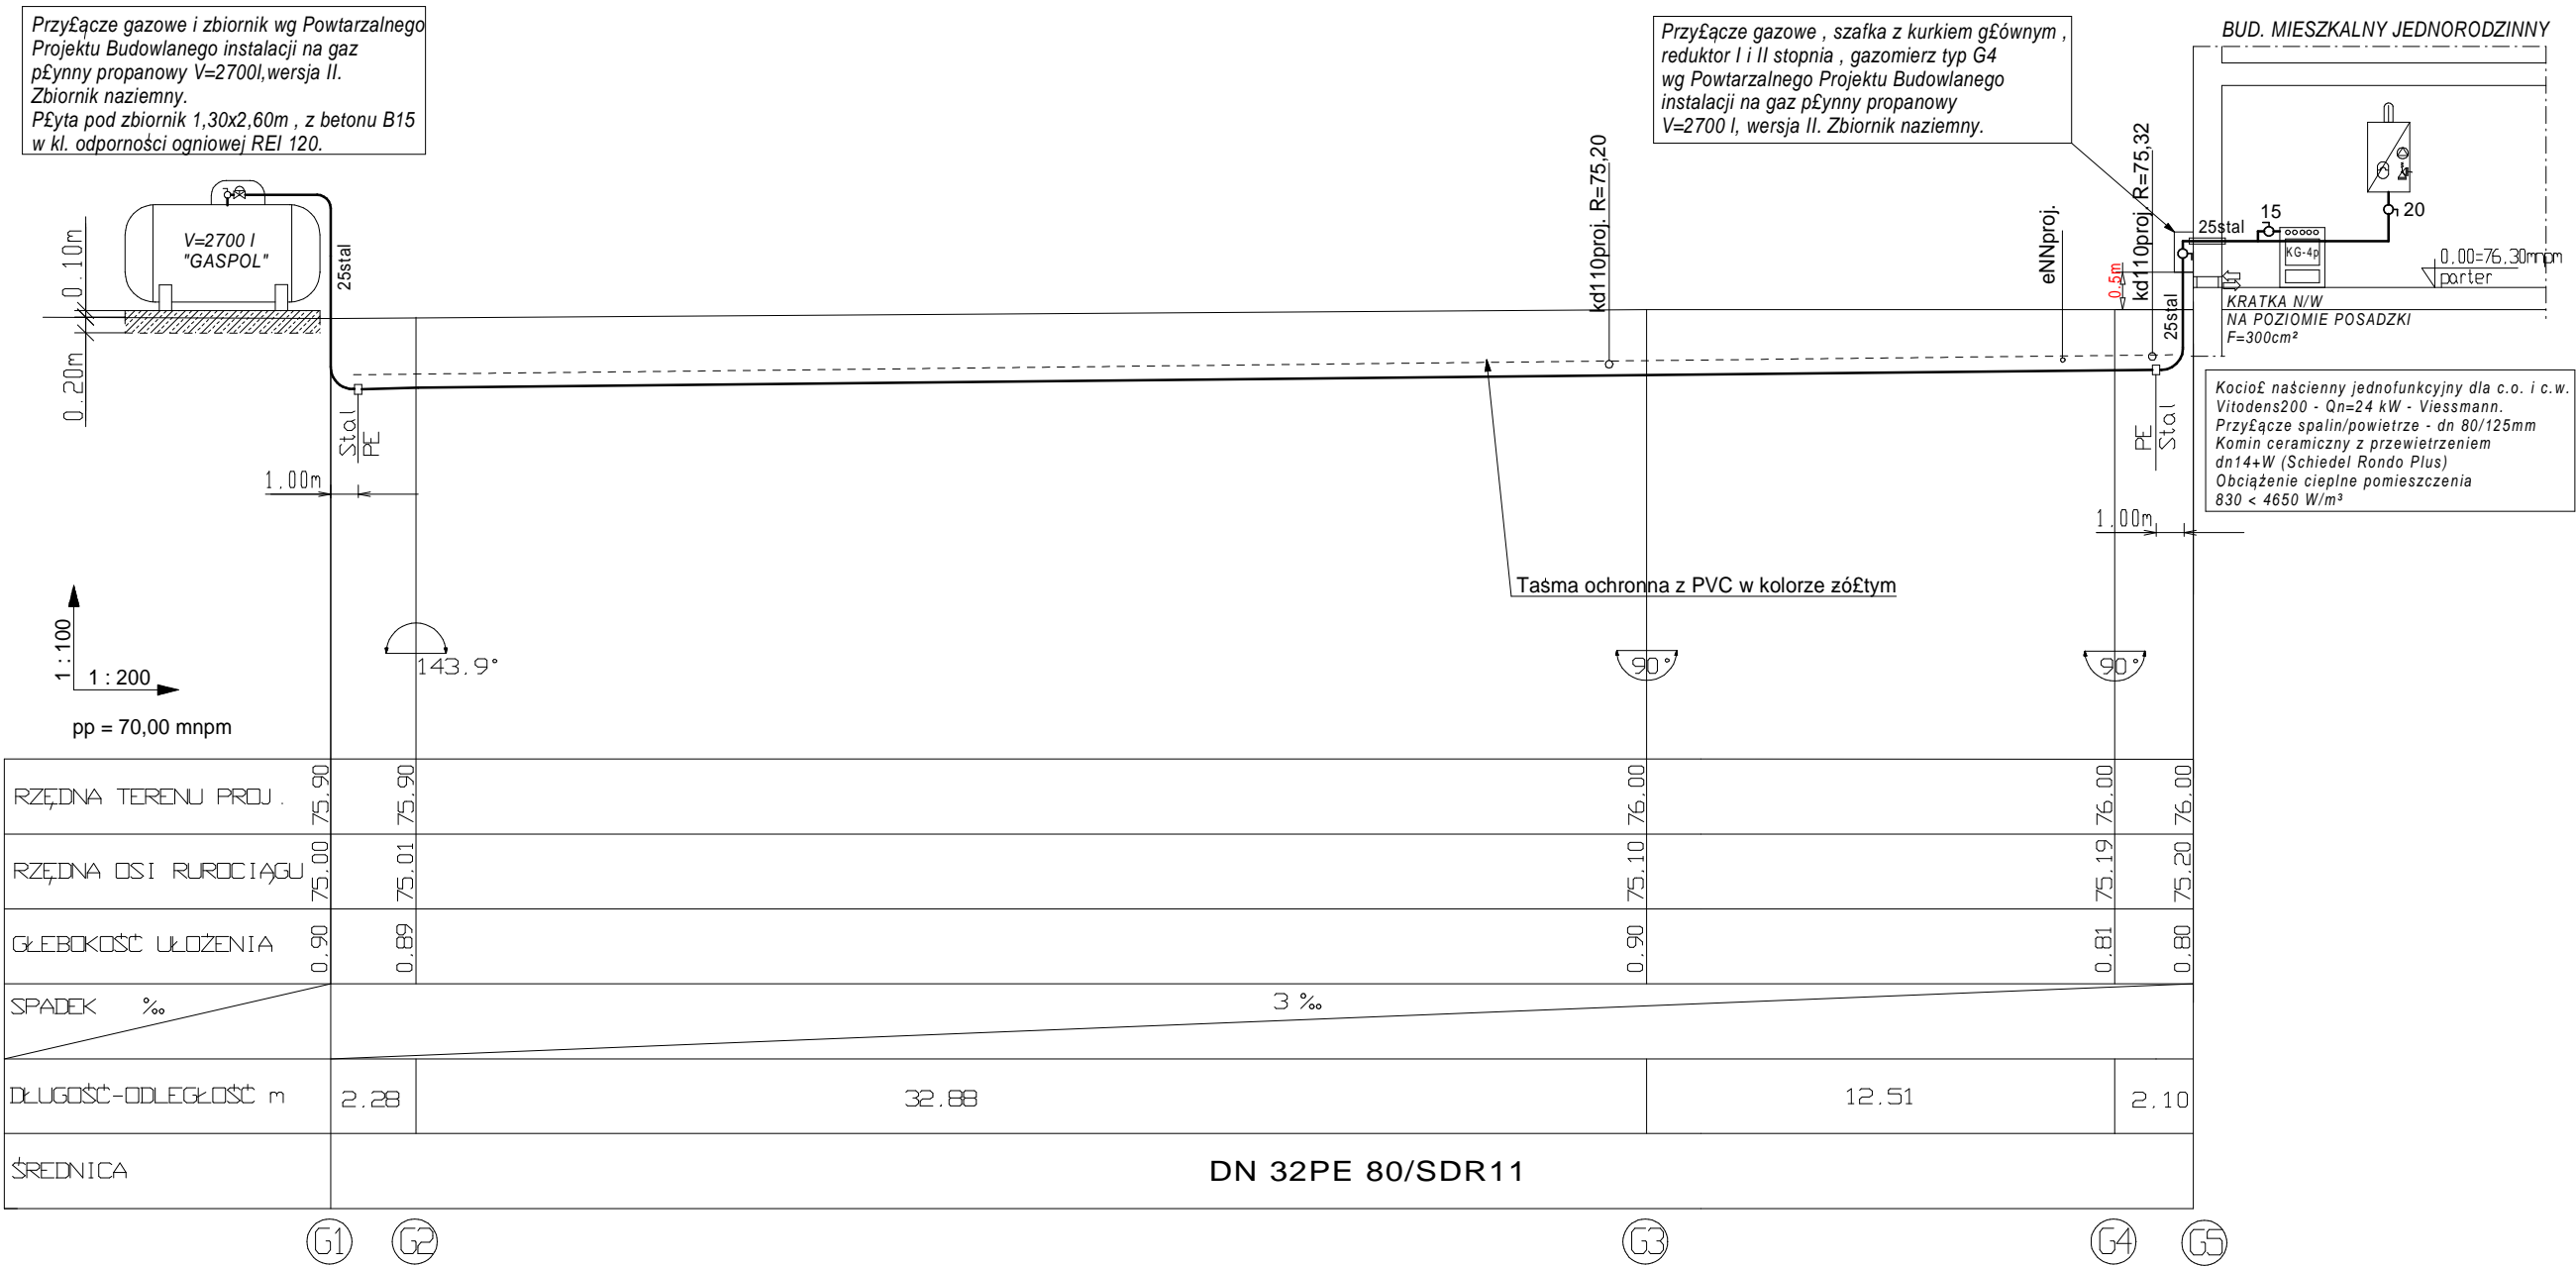 Przy£ącze gazowe i zbiornik wg Powtarzalnego
Projektu Budowlanego instalacji na gaz
p£ynny propanowy V=2700l,wersja II.
Zbiornik naziemny.
P£yta pod zbiornik 1,30x2,60m , z betonu B15
w kl. odporności ogniowej REI 120.
Przy£ącze gazowe , szafka z kurkiem g£ównym ,
reduktor I i II stopnia , gazomierz typ G4
wg Powtarzalnego Projektu Budowlanego
instalacji na gaz p£ynny propanowy
V=2700 l, wersja II. Zbiornik naziemny.
BUD. MIESZKALNY JEDNORODZINNY
V=2700 l
"GASPOL"
0.10m
0.20m
25stal
kd110proj. R=75,20
eNNproj.
kd110proj. R=75,32
0.5m
25stal
25stal
15
20
KG-4p
0.00=76.30mnpm
parter
KRATKA N/W
NA POZIOMIE POSADZKI
F=300cm²
Stal
PE
1.00m
PE
Stal
1.00m
Kocio£ naścienny jednofunkcyjny dla c.o. i c.w.
Vitodens200 - Qn=24 kW - Viessmann.
Przy£ącze spalin/powietrze - dn 80/125mm
Komin ceramiczny z przewietrzeniem
dn14+W (Schiedel Rondo Plus)
Obciążenie cieplne pomieszczenia
830 < 4650 W/m³
Taśma ochronna z PVC w kolorze żó£tym
1 : 100
1 : 200
pp = 70,00 mnpm
143.9°
90°
90°
RZĘDNA TERENU PROJ. 75.90 75.90 76.00 76.00 76.00
RZĘDNA OSI RUROCIĄGU 75.00 75.01 75.10 75.19 75.20
GŁEBOKOŚĆ UŁOŻENIA 0.90 0.89 0.90 0.81 0.80
SPADEK ‰ 3 ‰
DŁUGOŚĆ-ODLEGŁOŚĆ m 2.28 32.88 12.51 2.10
ŚREDNICA DN 32PE 80/SDR11
G1 G2 G3 G4 G5